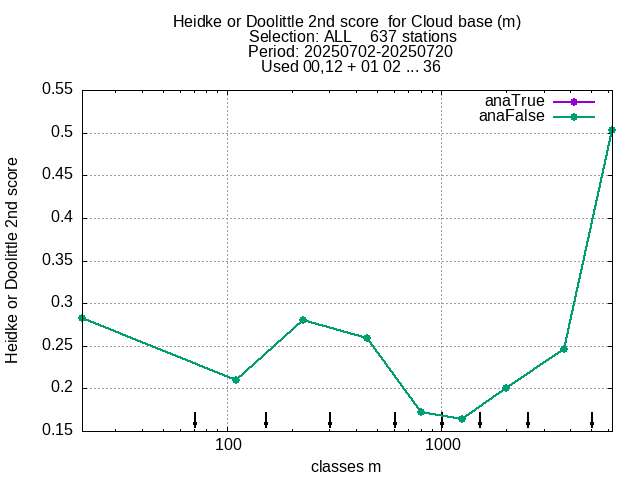 Heidke or Doolittle 2nd score  for Cloud base (m)
Selection: ALL    637 stations
Period: 20250702-20250720
Used 00,12 + 01 02 ... 36
anaTrue
anaFalse
Heidke or Doolittle 2nd score
0.55
0.5
0.45
0.4
0.35
0.3
0.25
0.2
0.15
100
1000
classes m